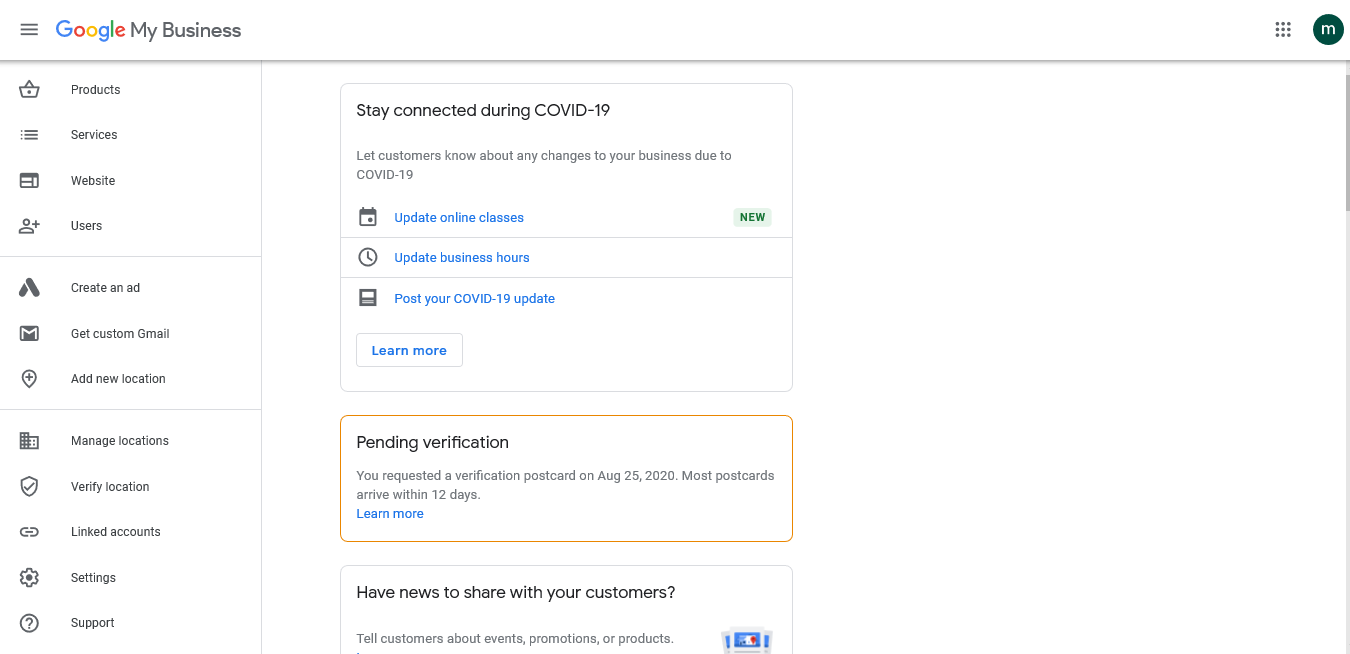 Google My Business
m
Products
Services
Website
Users
Create an ad
Get custom Gmail
Add new location
Manage locations
Verify location
Linked accounts
Settings
Support
Stay connected during COVID-19
Let customers know about any changes to your business due to
COVID-19
Update online classes NEW
Update business hours
Post your COVID-19 update
Learn more
Pending verification
You requested a verification postcard on Aug 25, 2020. Most postcards
arrive within 12 days.
Learn more
Have news to share with your customers?
Tell customers about events, promotions, or products.